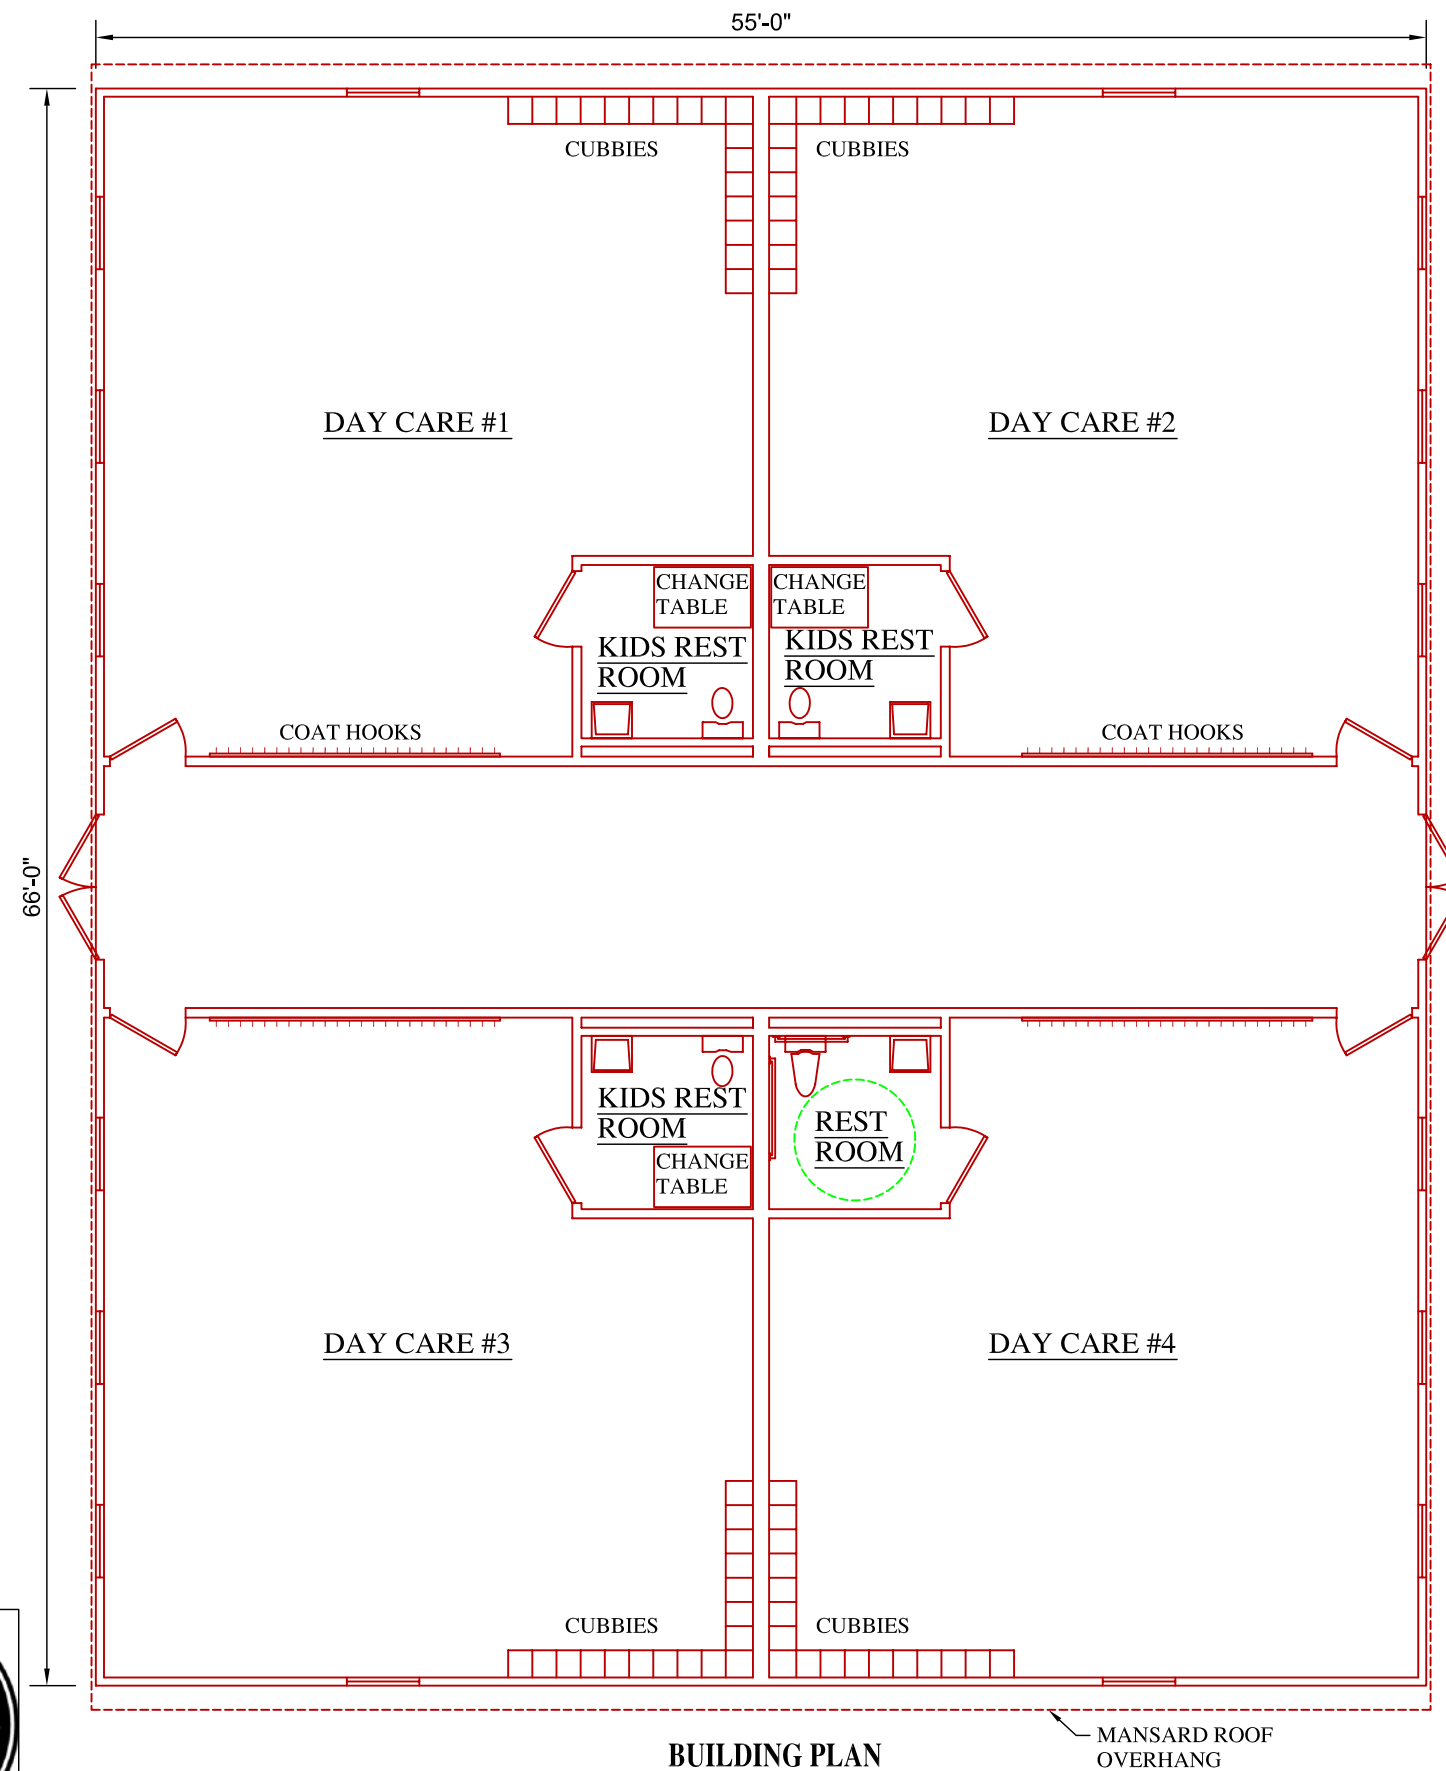 55'-0"
CUBBIES
CUBBIES
DAY CARE #1
DAY CARE #2
CHANGE
TABLE
CHANGE
TABLE
KIDS REST
ROOM
KIDS REST
ROOM
COAT HOOKS
COAT HOOKS
66'-0"
KIDS REST
ROOM
REST
ROOM
CHANGE
TABLE
DAY CARE #3
DAY CARE #4
CUBBIES
CUBBIES
MANSARD ROOF
OVERHANG
BUILDING PLAN